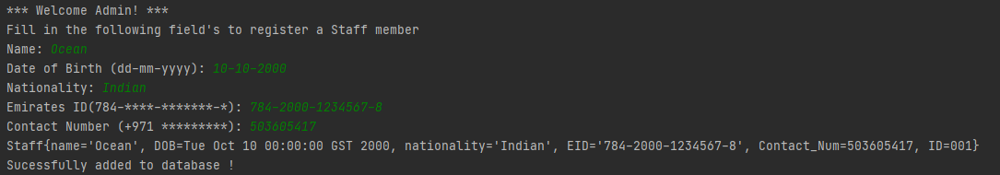 *** Welcome Admin! ***
Fill in the following field's to register a Staff member
Name: Ocean
Date of Birth (dd-mm-yyyy): 10-10-2000
Nationality: Indian
Emirates ID(784-****-*******-*): 784-2000-1234567-8
Contact Number (+971 *********): 503605417
Staff{name='Ocean', DOB=Tue Oct 10 00:00:00 GST 2000, nationality='Indian', EID='784-2000-1234567-8', Contact_Num=503605417, ID=001}
Sucessfully added to database !